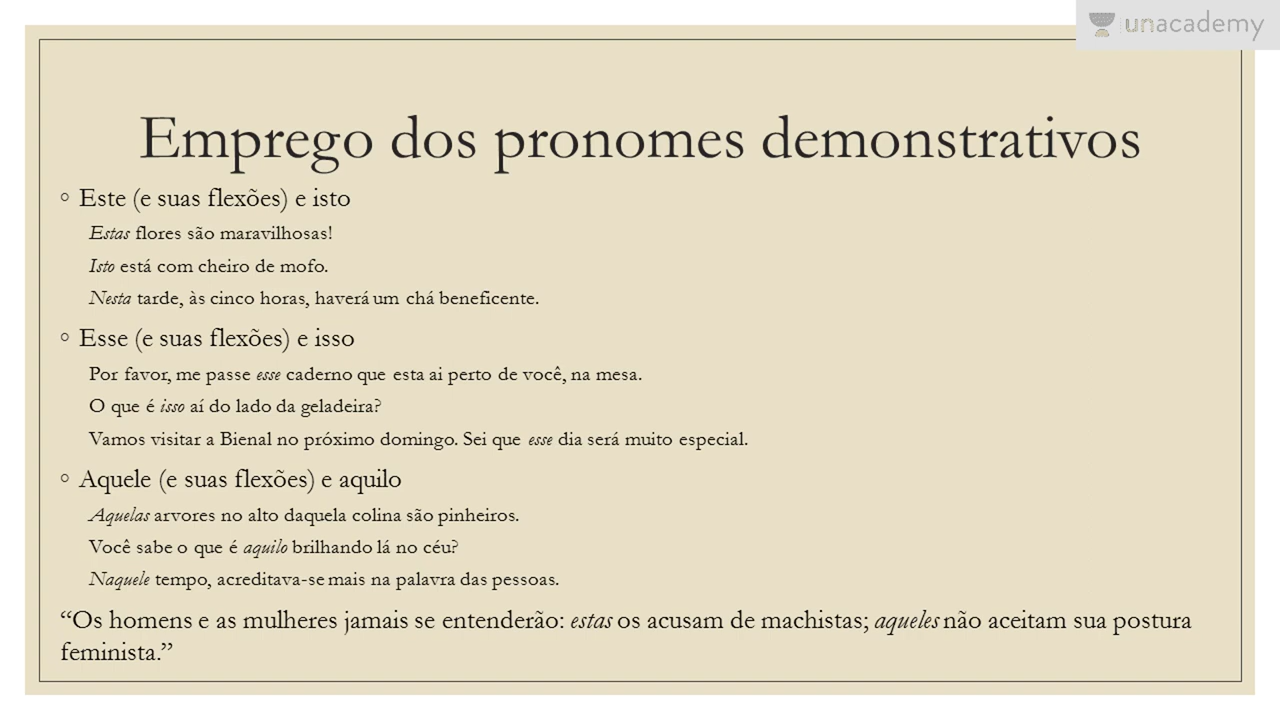 unacademy
Emprego dos pronomes demonstrativos
Este (e suas flexões) e isto
Estas flores são maravilhosas!
Isto está com cheiro de mofo.
Nesta tarde, às cinco horas, haverá um chá beneficente.
Esse (e suas flexões) e isso
Por favor, me passe esse caderno que esta ai perto de você, na mesa.
O que é isso aí do lado da geladeira?
Vamos visitar a Bienal no próximo domingo. Sei que esse dia será muito especial.
Aquele (e suas flexões) e aquilo
Aquelas arvores no alto daquela colina são pinheiros.
Você sabe o que é aquilo brilhando lá no céu?
Naquele tempo, acreditava-se mais na palavra das pessoas.
“Os homens e as mulheres jamais se entenderão: estas os acusam de machistas; aqueles não aceitam sua postura
feminista.”